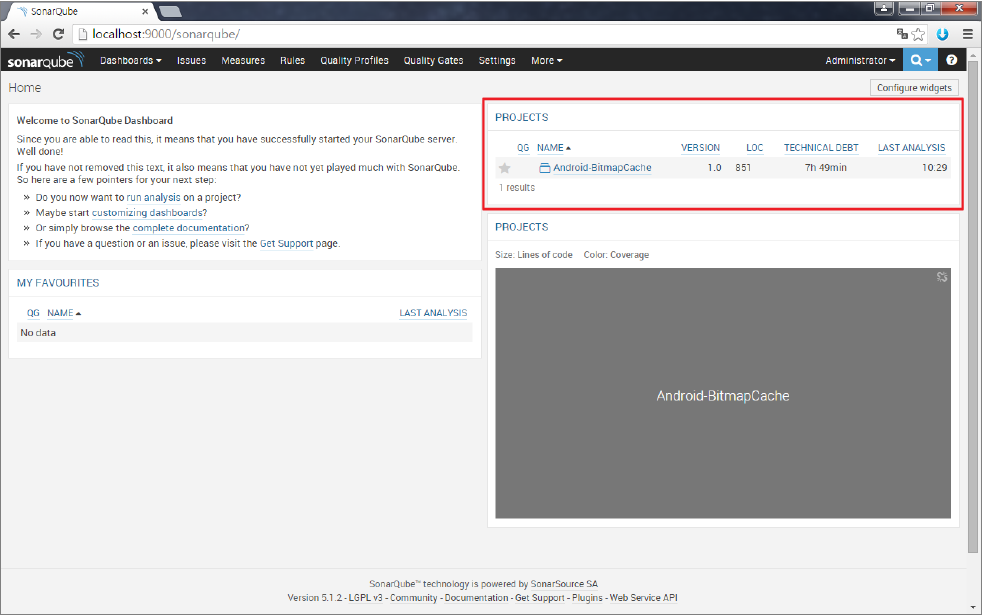 SonarQube
localhost:9000/sonarqube/
sonarqube Dashboards Issues Measures Rules Quality Profiles Quality Gates Settings More Administrator
Home
Configure widgets
Welcome to SonarQube Dashboard
Since you are able to read this, it means that you have successfully started your SonarQube server.
Well done!
If you have not removed this text, it also means that you have not yet played much with SonarQube.
So here are a few pointers for your next step:
» Do you now want to run analysis on a project?
» Maybe start customizing dashboards?
» Or simply browse the complete documentation?
» If you have a question or an issue, please visit the Get Support page.
MY FAVOURITES
QG NAME LAST ANALYSIS
No data
PROJECTS
QG NAME VERSION LOC TECHNICAL DEBT LAST ANALYSIS
Android-BitmapCache 1.0 851 7h 49min 10:29
1 results
PROJECTS
Size: Lines of code Color: Coverage
Android-BitmapCache
SonarQube™ technology is powered by SonarSource SA
Version 5.1.2 - LGPL v3 - Community - Documentation - Get Support - Plugins - Web Service API